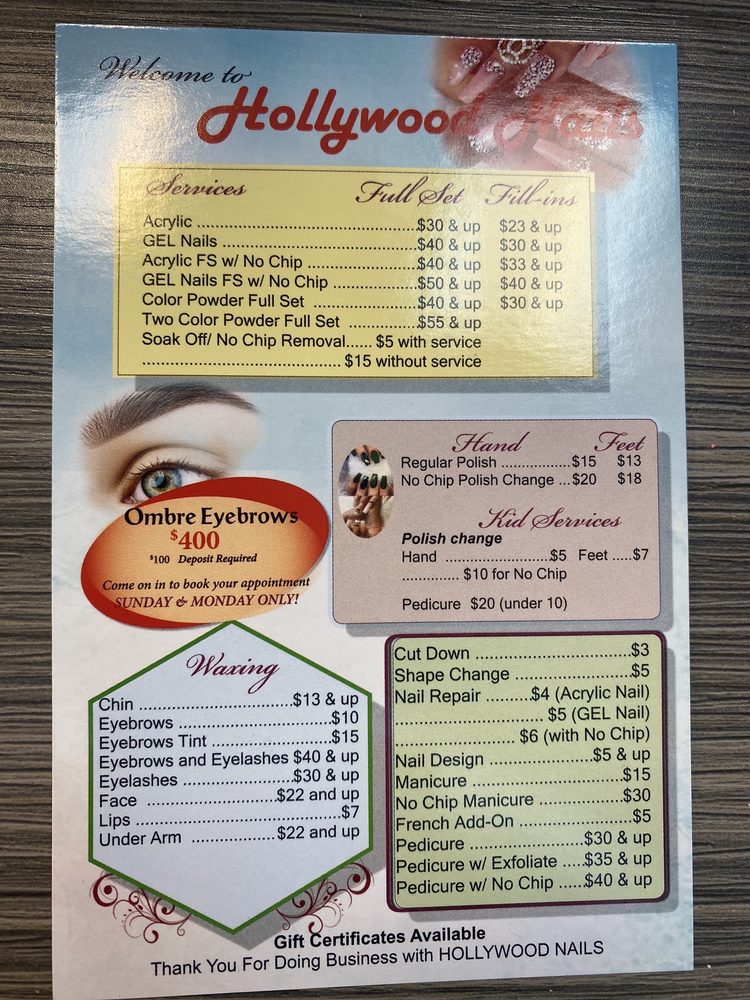 Welcome to
Hollywood Nails
Services Full Set Fill-ins
Acrylic ..........................................$30 & up $23 & up
GEL Nails .....................................$40 & up $30 & up
Acrylic FS w/ No Chip .....................$40 & up $33 & up
GEL Nails FS w/ No Chip ................$50 & up $40 & up
Color Powder Full Set ....................$40 & up $30 & up
Two Color Powder Full Set .............$55 & up
Soak Off/ No Chip Removal...... $5 with service
...................................... $15 without service
Hand Feet
Regular Polish ..................$15 $13
No Chip Polish Change ...$20 $18
Kid Services
Polish change
Hand .....................$5 Feet .....$7
.............. $10 for No Chip
Pedicure $20 (under 10)
Ombre Eyebrows
$400
$100 Deposit Required
Come on in to book your appointment
SUNDAY & MONDAY ONLY!
Waxing
Chin ..............................$13 & up
Eyebrows .............................$10
Eyebrows Tint .......................$15
Eyebrows and Eyelashes $40 & up
Eyelashes .......................$30 & up
Face .........................$22 and up
Lips .......................................$7
Under Arm ................$22 and up
Cut Down ...............................$3
Shape Change .......................$5
Nail Repair .........$4 (Acrylic Nail)
............................. $5 (GEL Nail)
........................ $6 (with No Chip)
Nail Design .....................$5 & up
Manicure ..............................$15
No Chip Manicure ................$30
French Add-On .......................$5
Pedicure .......................$30 & up
Pedicure w/ Exfoliate ....$35 & up
Pedicure w/ No Chip ......$40 & up
Gift Certificates Available
Thank You For Doing Business with HOLLYWOOD NAILS